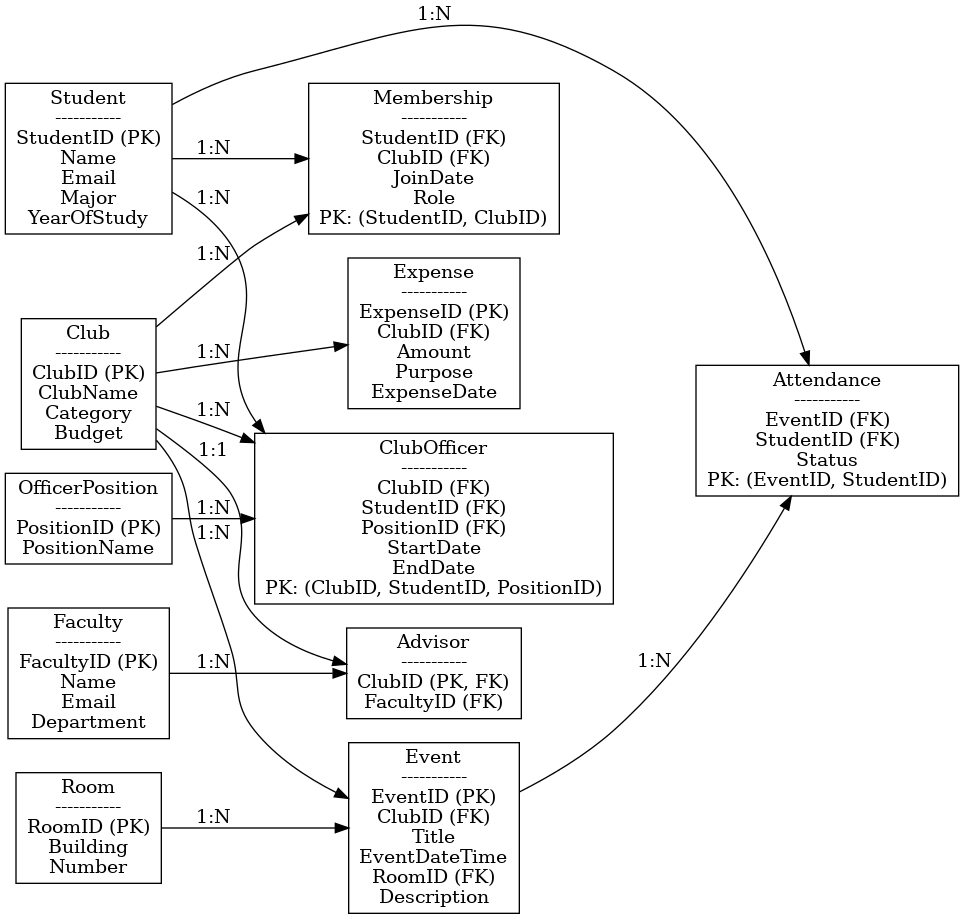 1:N
Student
-----------
StudentID (PK)
Name
Email
Major
YearOfStudy
1:N
1:N
Membership
-----------
StudentID (FK)
ClubID (FK)
JoinDate
Role
PK: (StudentID, ClubID)
1:N
Club
-----------
ClubID (PK)
ClubName
Category
Budget
1:N
1:N
1:1
1:N
Expense
-----------
ExpenseID (PK)
ClubID (FK)
Amount
Purpose
ExpenseDate
OfficerPosition
-----------
PositionID (PK)
PositionName
1:N
ClubOfficer
-----------
ClubID (FK)
StudentID (FK)
PositionID (FK)
StartDate
EndDate
PK: (ClubID, StudentID, PositionID)
Attendance
-----------
EventID (FK)
StudentID (FK)
Status
PK: (EventID, StudentID)
Faculty
-----------
FacultyID (PK)
Name
Email
Department
1:N
Advisor
-----------
ClubID (PK, FK)
FacultyID (FK)
1:N
Room
-----------
RoomID (PK)
Building
Number
1:N
Event
-----------
EventID (PK)
ClubID (FK)
Title
EventDateTime
RoomID (FK)
Description